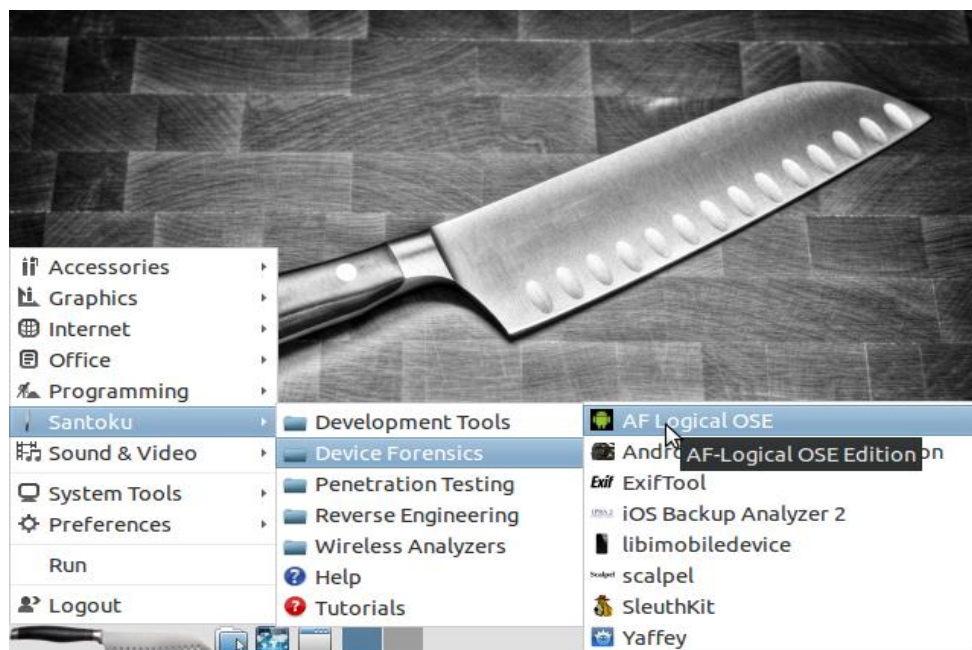 Accessories
Graphics
Internet
Office
Programming
Santoku
Sound & Video
System Tools
Preferences
Run
Logout
Development Tools
Device Forensics
Penetration Testing
Reverse Engineering
Wireless Analyzers
Help
Tutorials
AF Logical OSE
AF-Logical OSE Edition
Exif ExifTool
iOS Backup Analyzer 2
libimobiledevice
Scalpel scalpel
SleuthKit
Yaffey